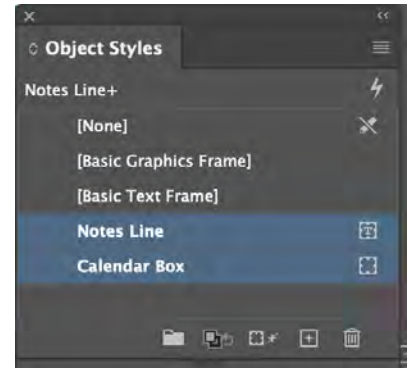 Object Styles
Notes Line+
[None]
[Basic Graphics Frame]
[Basic Text Frame]
Notes Line
Calendar Box